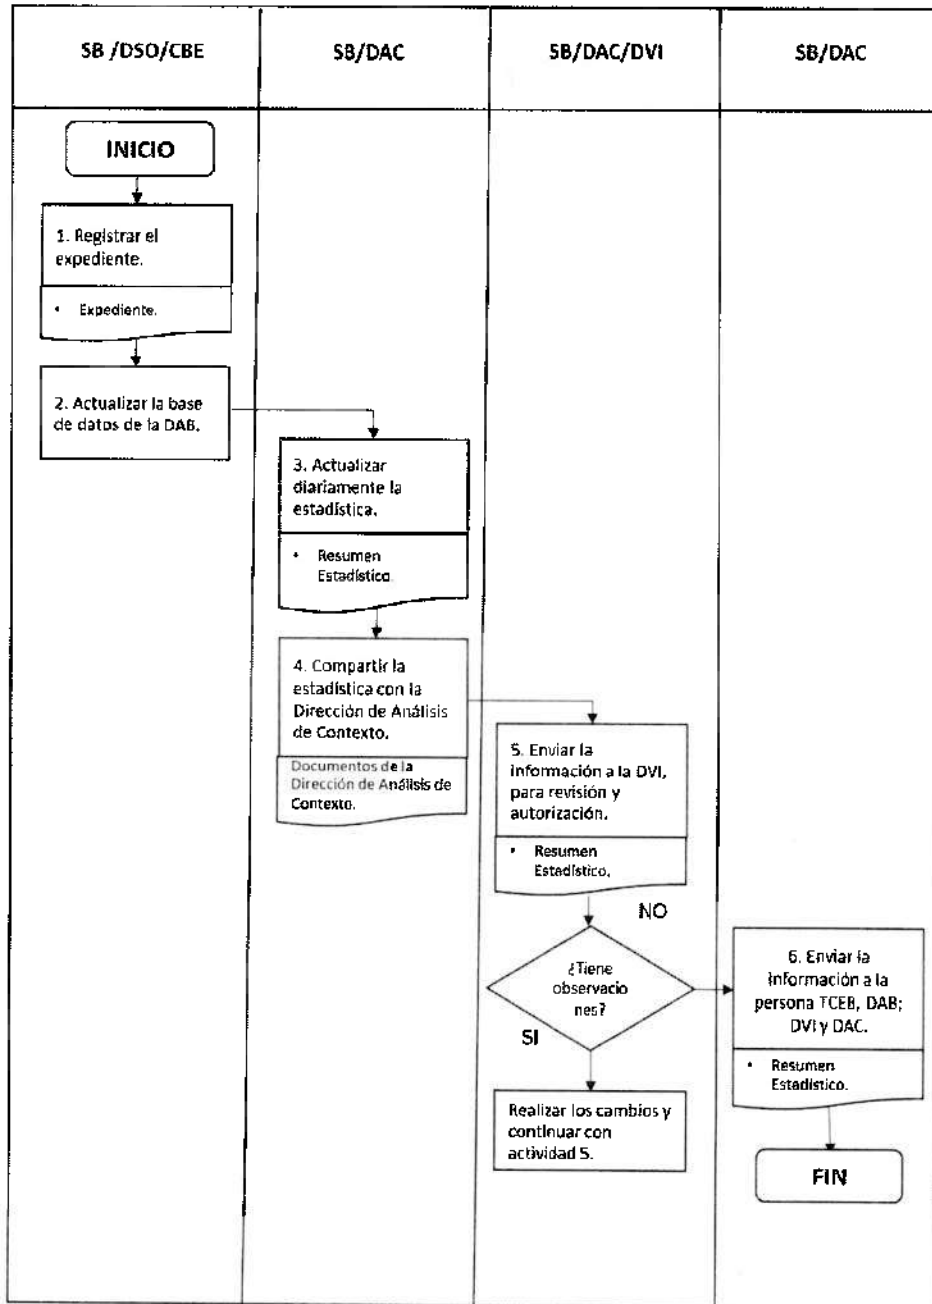 SB /DSO/CBE
SB/DAC
SB/DAC/DVI
SB/DAC
INICIO
1. Registrar el
expediente.
• Expediente.
2. Actualizar la base
de datos de la DAB.
3. Actualizar
diariamente la
estadística.
• Resumen
Estadístico.
4. Compartir la
estadística con la
Dirección de Análisis
de Contexto.
Documentos de la
Dirección de Análisis de
Contexto.
5. Enviar la
información a la DVI,
para revisión y
autorización.
• Resumen
Estadístico.
NO
¿Tiene
observacio
nes?
SI
Realizar los cambios y
continuar con
actividad 5.
6. Enviar la
información a la
persona TCEB, DAB;
DVI y DAC.
• Resumen
Estadístico.
FIN